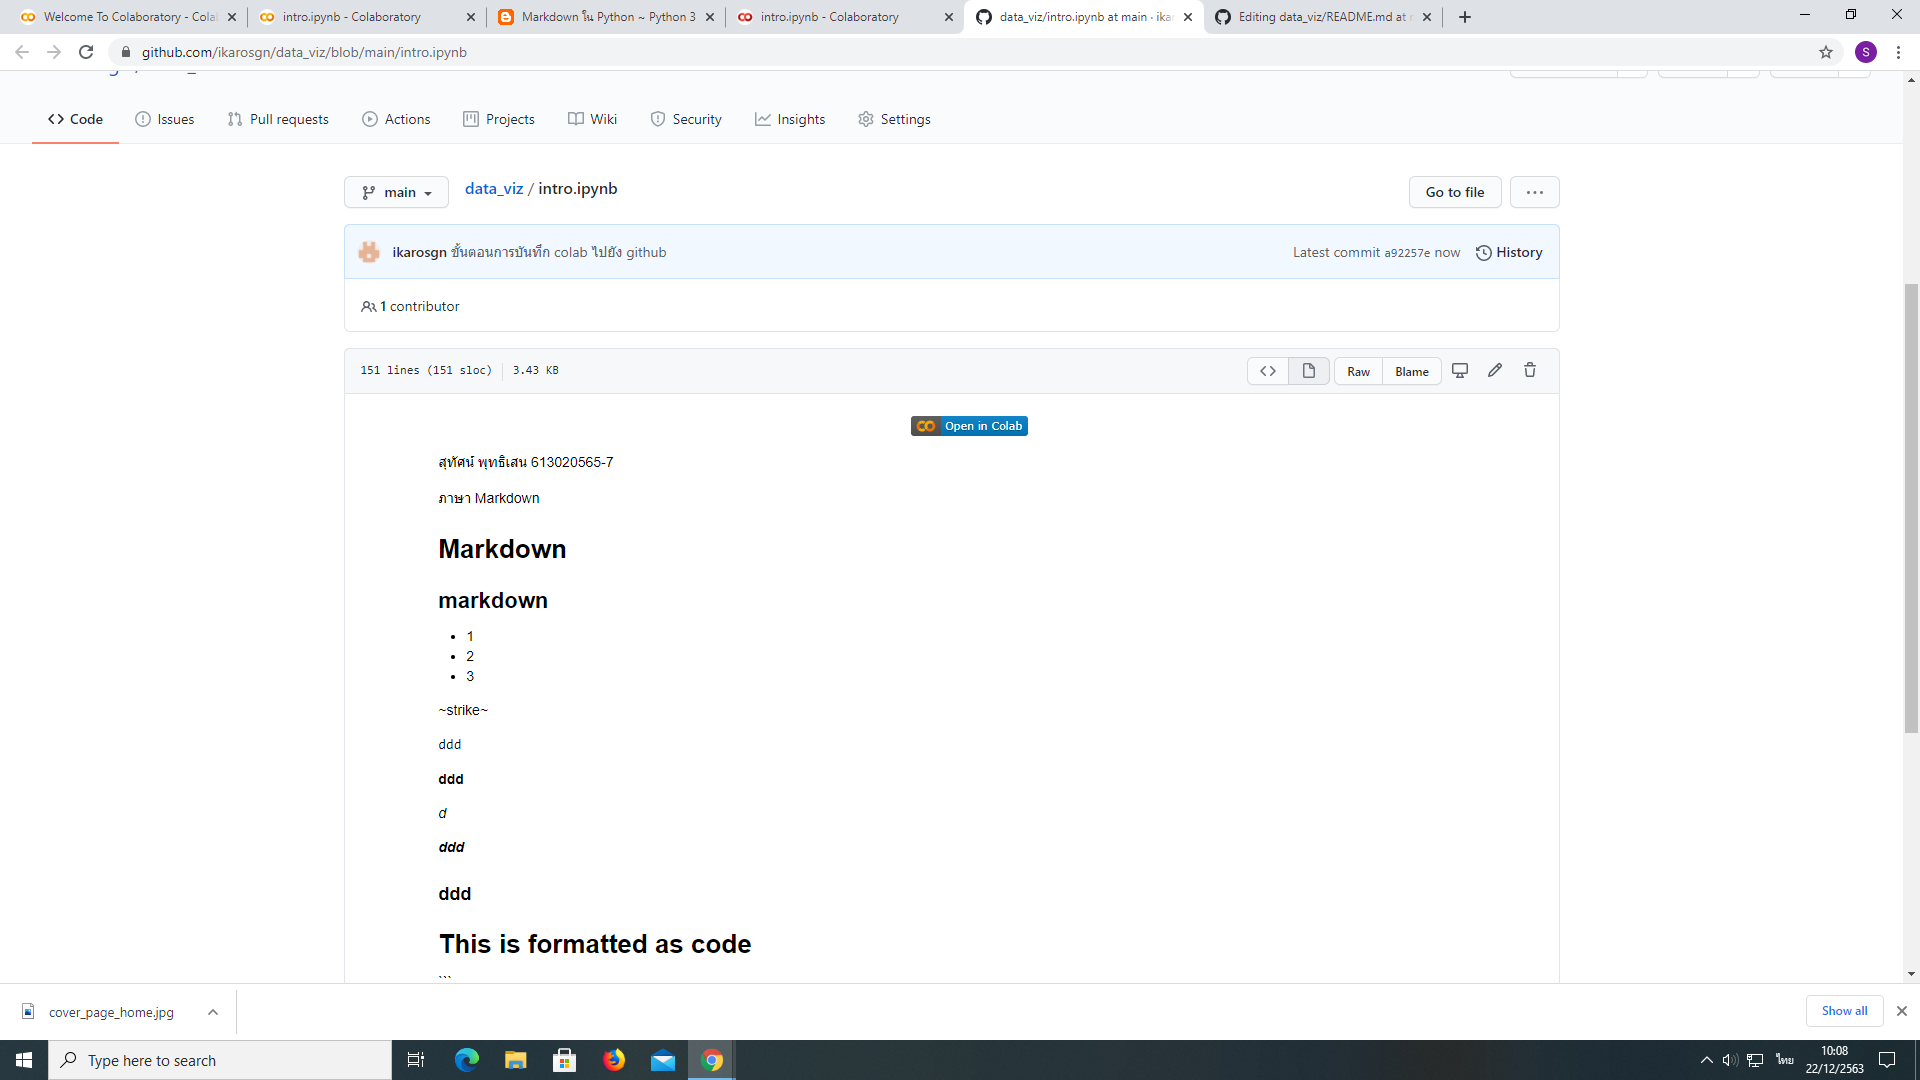 Welcome To Colaboratory - Cola
intro.ipynb - Colaboratory
Markdown ใน Python ~ Python 3
intro.ipynb - Colaboratory
data_viz/intro.ipynb at main · ika
Editing data_viz/README.md at
github.com/ikarosgn/data_viz/blob/main/intro.ipynb
S
Code
Issues
Pull requests
Actions
Projects
Wiki
Security
Insights
Settings
main
data_viz / intro.ipynb
Go to file
ikarosgn ขั้นตอนการบันทึก colab ไปยัง github
Latest commit a92257e now
History
1 contributor
151 lines (151 sloc)
3.43 KB
Raw
Blame
Open in Colab
สุทัศน์ พุทธิเสน 613020565-7
ภาษา Markdown
Markdown
markdown
• 1
• 2
• 3
~strike~
ddd
ddd
d
ddd
ddd
This is formatted as code
```
cover_page_home.jpg
Show all
Type here to search
ไทย
10:08
22/12/2563